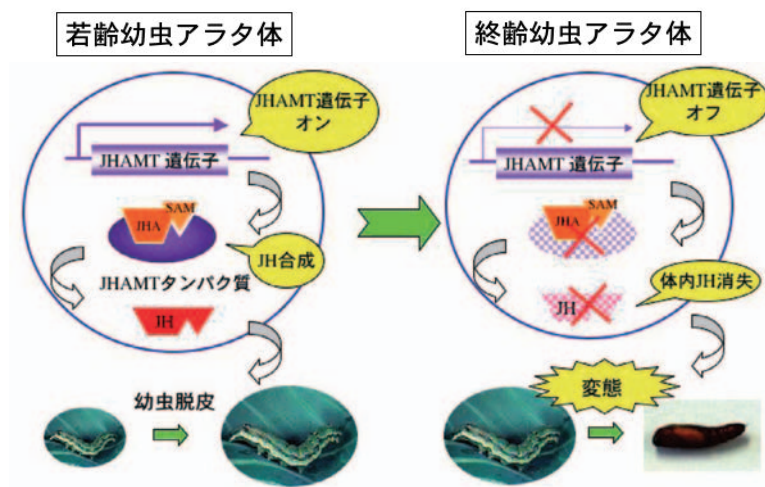 若齢幼虫アラタ体
JHAMT遺伝子
オン
JHAMT 遺伝子
SAM
JHA
JH合成
JHAMTタンパク質
JH
幼虫脱皮
終齢幼虫アラタ体
JHAMT遺伝子
オフ
JHAMT 遺伝子
SAM
JHA
体内JH消失
JH
変態